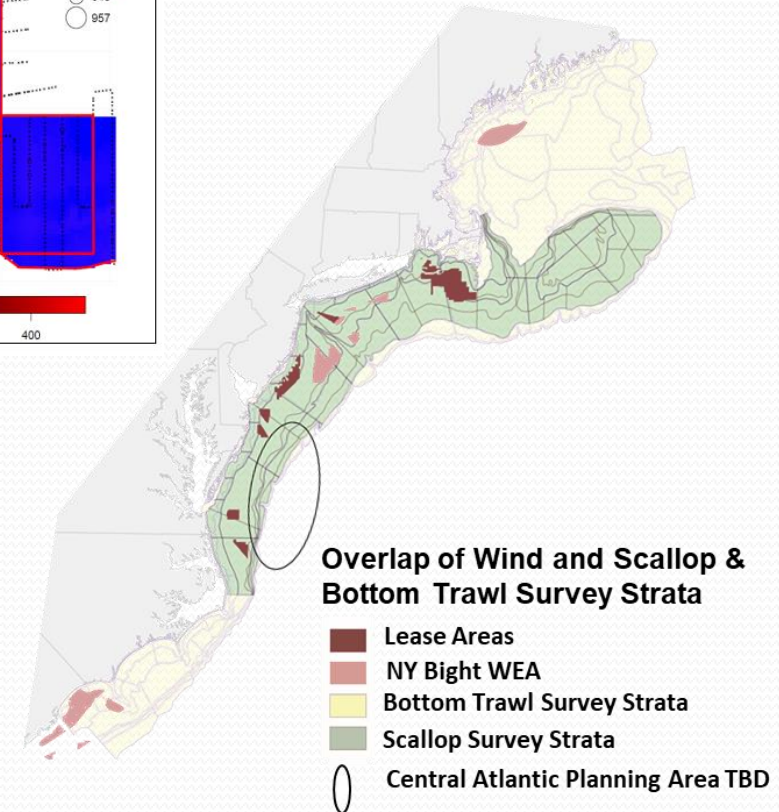 957
400
Overlap of Wind and Scallop &
Bottom Trawl Survey Strata
Lease Areas
NY Bight WEA
Bottom Trawl Survey Strata
Scallop Survey Strata
Central Atlantic Planning Area TBD